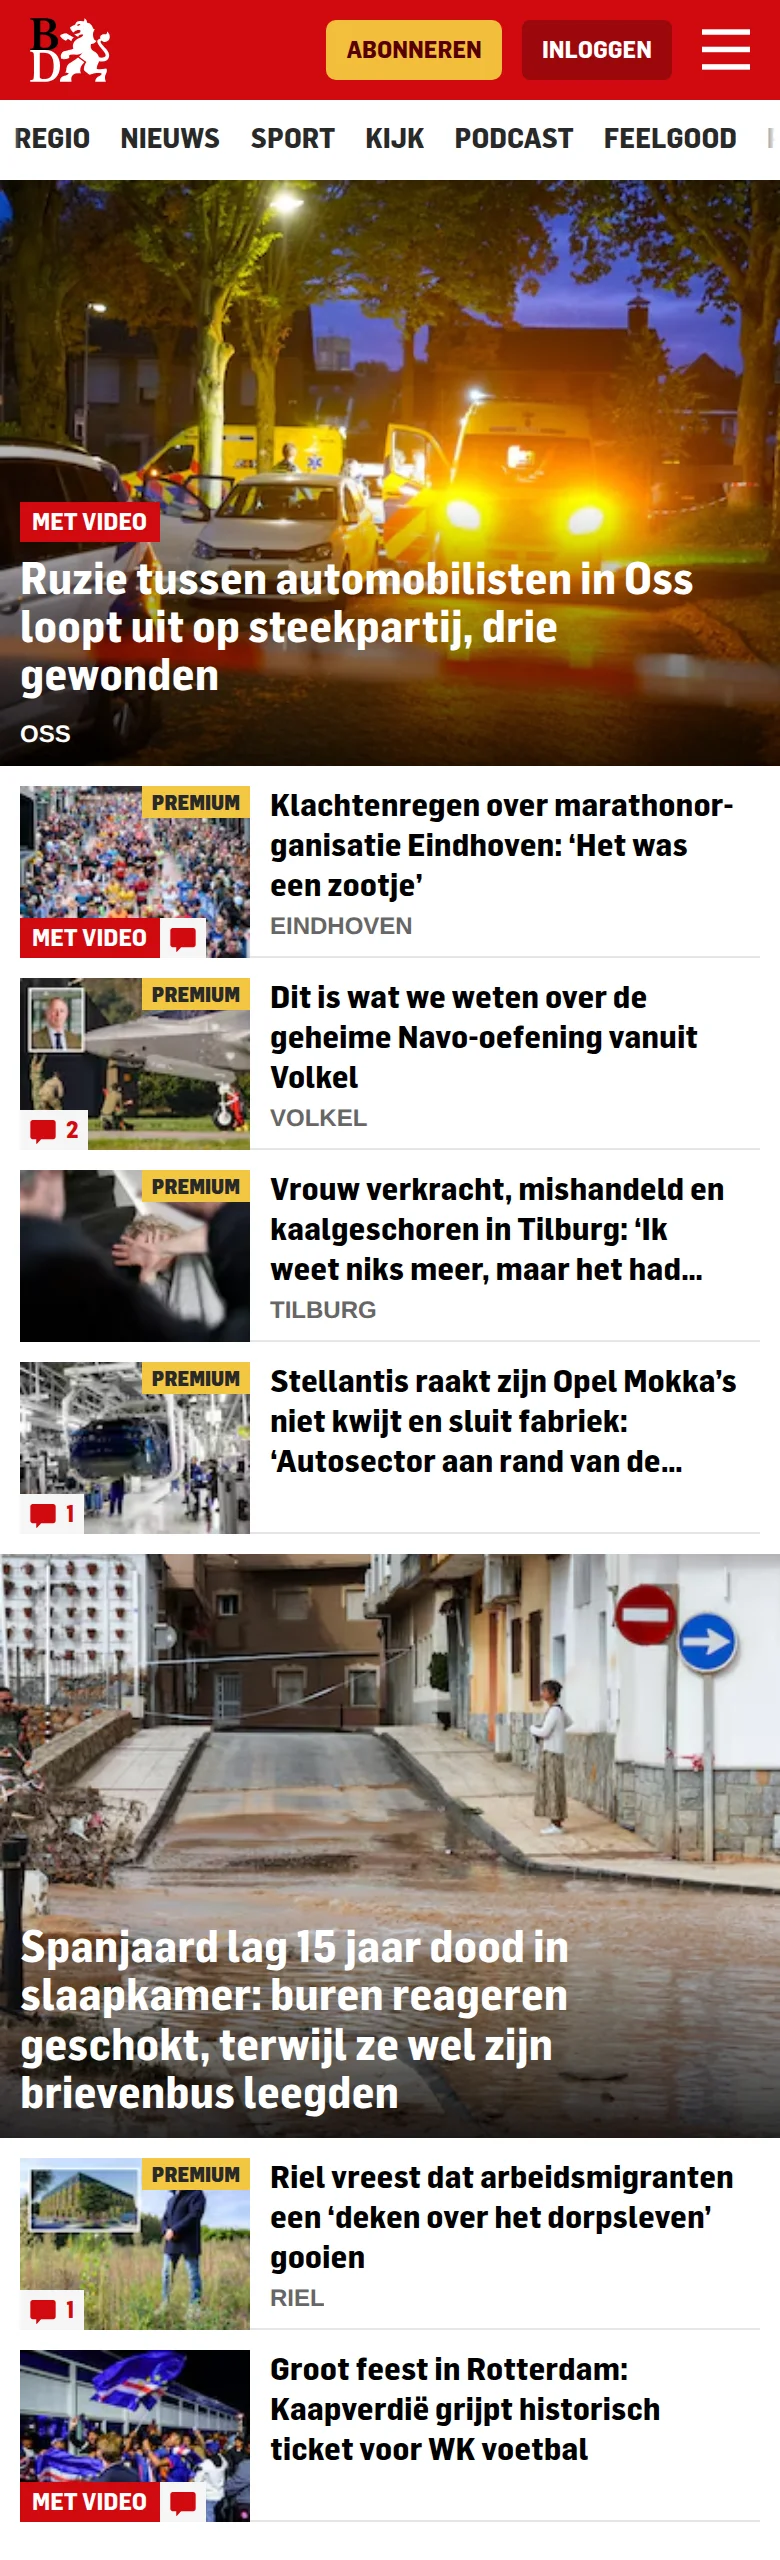 BD
ABONNEREN
INLOGGEN
REGIO NIEUWS SPORT KIJK PODCAST FEELGOOD
MET VIDEO
Ruzie tussen automobilisten in Oss
loopt uit op steekpartij, drie
gewonden
OSS
PREMIUM
MET VIDEO
Klachtenregen over marathonor-
ganisatie Eindhoven: ‘Het was
een zootje’
EINDHOVEN
PREMIUM
2
Dit is wat we weten over de
geheime Navo-oefening vanuit
Volkel
VOLKEL
PREMIUM
Vrouw verkracht, mishandeld en
kaalgeschoren in Tilburg: ‘Ik
weet niks meer, maar het had...
TILBURG
PREMIUM
1
Stellantis raakt zijn Opel Mokka’s
niet kwijt en sluit fabriek:
‘Autosector aan rand van de...
Spanjaard lag 15 jaar dood in
slaapkamer: buren reageren
geschokt, terwijl ze wel zijn
brievenbus leegden
PREMIUM
1
Riel vreest dat arbeidsmigranten
een ‘deken over het dorpsleven’
gooien
RIEL
MET VIDEO
Groot feest in Rotterdam:
Kaapverdië grijpt historisch
ticket voor WK voetbal